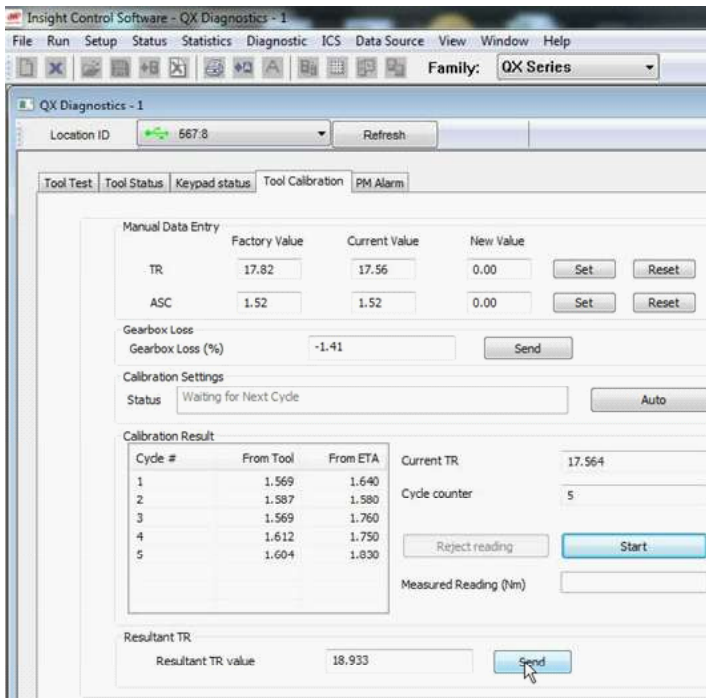 Insight Control Software - QX Diagnostics - 1
File Run Setup Status Statistics Diagnostic ICS Data Source View Window Help
Family: QX Series
QX Diagnostics - 1
Location ID 567:8 Refresh
Tool Test Tool Status Keypad status Tool Calibration PM Alarm
Manual Data Entry
Factory Value Current Value New Value
TR 17.82 17.56 0.00 Set Reset
ASC 1.52 1.52 0.00 Set Reset
Gearbox Loss
Gearbox Loss (%) -1.41 Send
Calibration Settings
Status Waiting for Next Cycle Auto
Calibration Result
Cycle # From Tool From ETA Current TR 17.564
1 1.569 1.640
2 1.587 1.580 Cycle counter 5
3 1.569 1.760
4 1.612 1.750
5 1.604 1.830 Reject reading Start
Measured Reading (Nm)
Resultant TR
Resultant TR value 18.933 Send